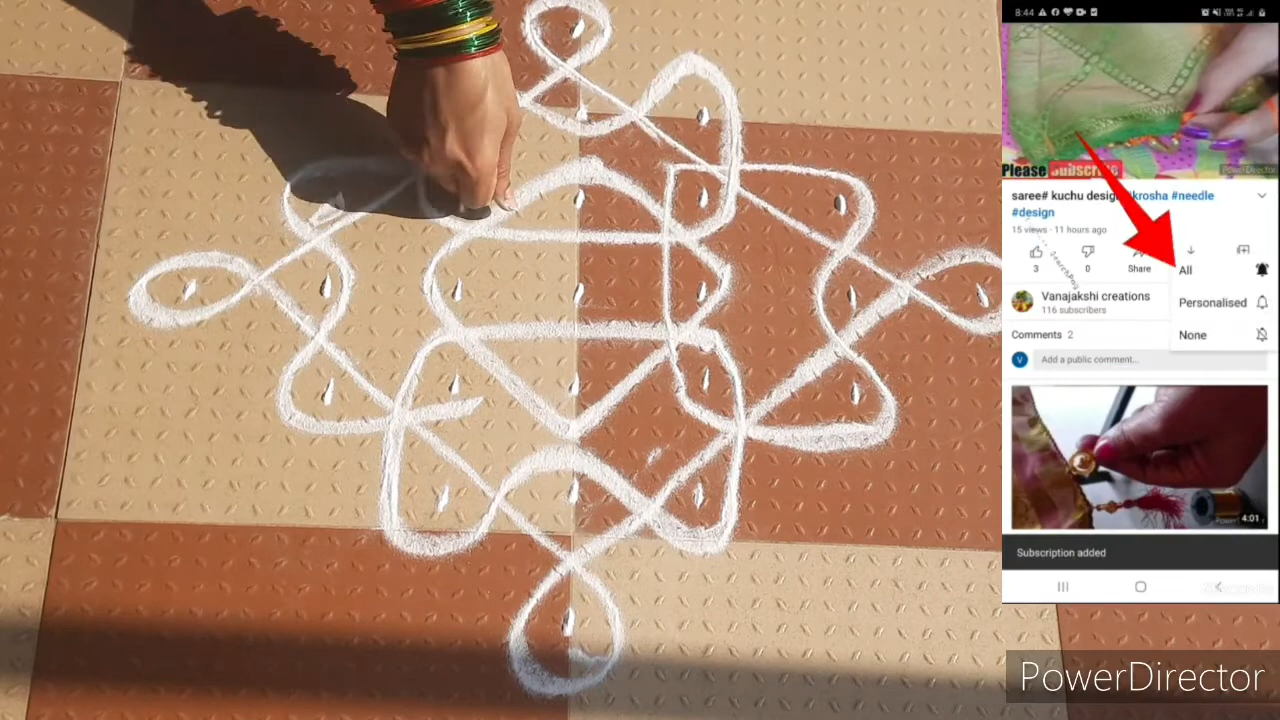 8:44
Please Subscribe
PowerDirector
saree# kuchu design #krosha #needle
#design
15 views · 11 hours ago
3
0
Share
All
Vanajakshi creations
116 subscribers
Personalised
None
Comments 2
V
Add a public comment...
4:01
Subscription added
PowerDirector